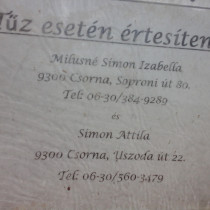 Tűz esetén értesíten
Milusné Simon Izabella
9300 Csorna, Soproni út 80.
Tel: 06-30/384-9289
és
Simon Attila
9300 Csorna, Uszoda út 22.
Tel: 06-30/560-3479